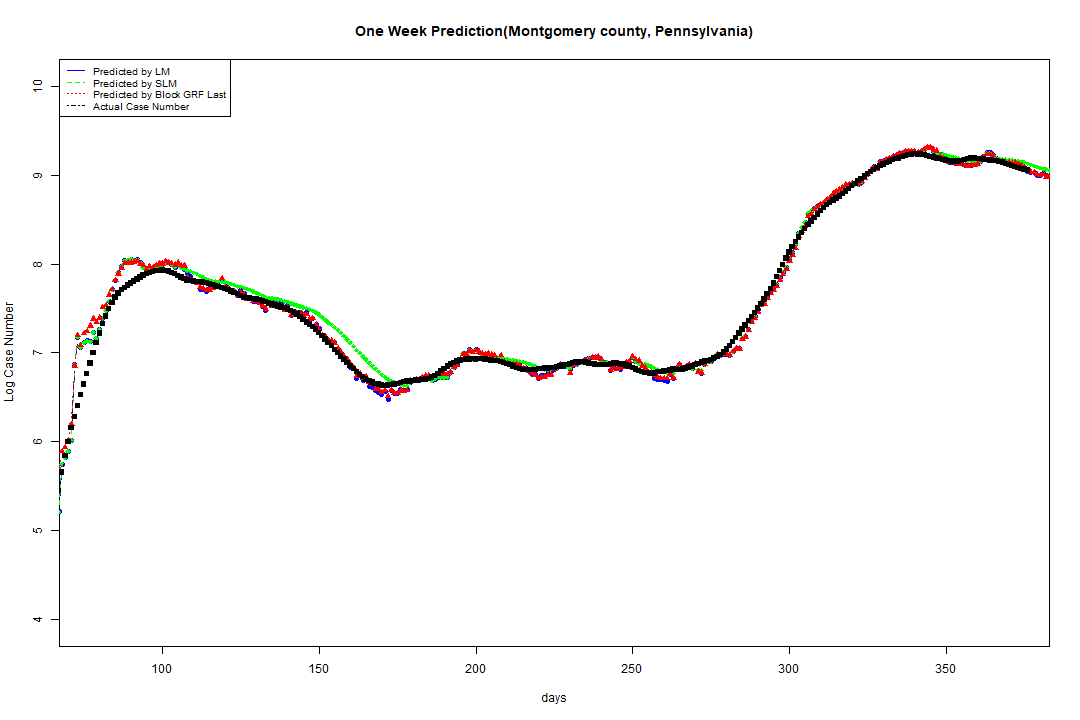 One Week Prediction(Montgomery county, Pennsylvania)
Predicted by LM
Predicted by SLM
Predicted by Block GRF Last
Actual Case Number
10
9
8
7
6
5
4
Log Case Number
100 150 200 250 300 350
days